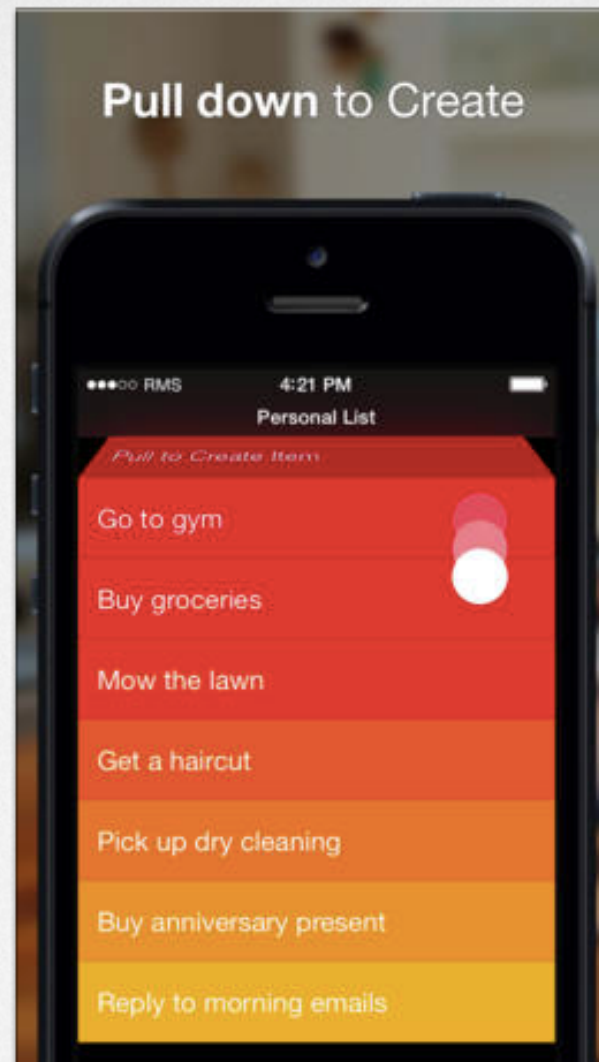 Pull down to Create
RMS 4:21 PM
Personal List
Pull to Create Item
Go to gym
Buy groceries
Mow the lawn
Get a haircut
Pick up dry cleaning
Buy anniversary present
Reply to morning emails